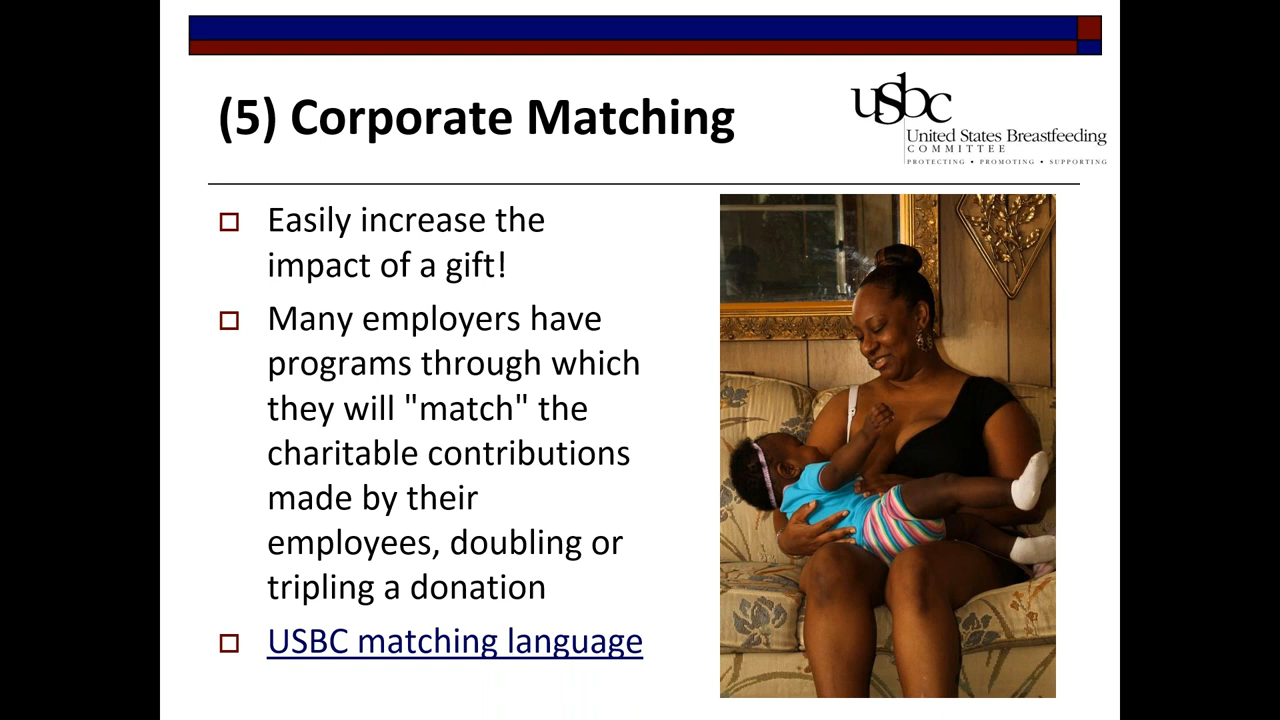 (5) Corporate Matching
usbc
United States Breastfeeding
COMMITTEE
PROTECTING • PROMOTING • SUPPORTING
Easily increase the
impact of a gift!
Many employers have
programs through which
they will "match" the
charitable contributions
made by their
employees, doubling or
tripling a donation
USBC matching language